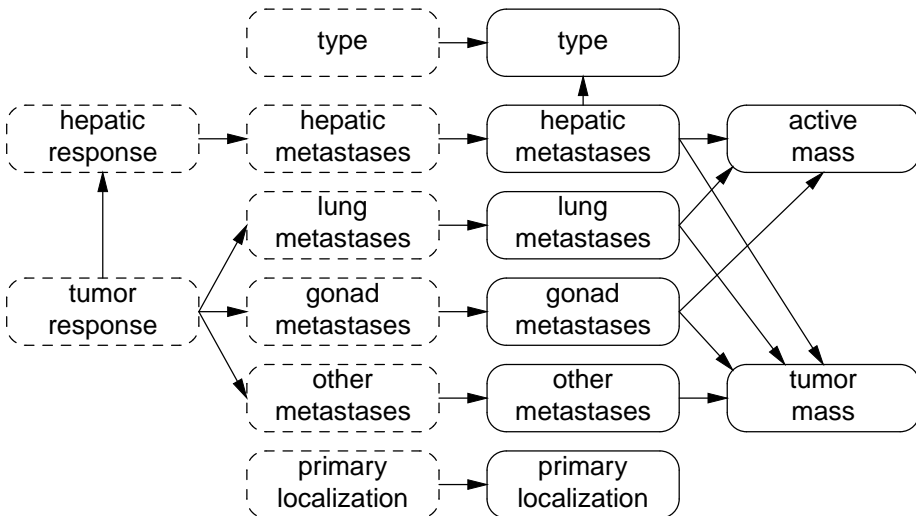 type
type
hepatic
response
hepatic
metastases
hepatic
metastases
active
mass
lung
metastases
lung
metastases
tumor
response
gonad
metastases
gonad
metastases
other
metastases
other
metastases
tumor
mass
primary
localization
primary
localization